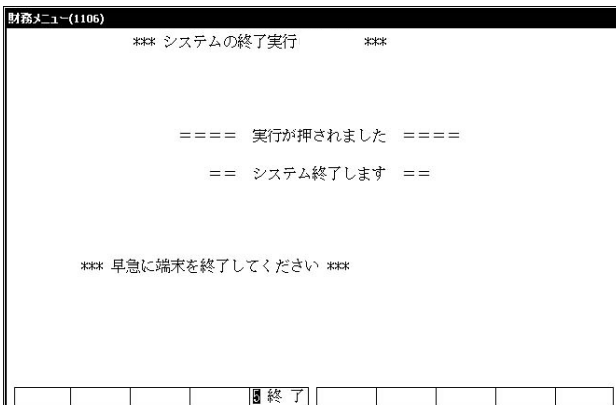 財務メニュー(1106)
*** システムの終了実行 ***
==== 実行が押されました ====
== システム終了します ==
*** 早急に端末を終了してください ***
5 終 了